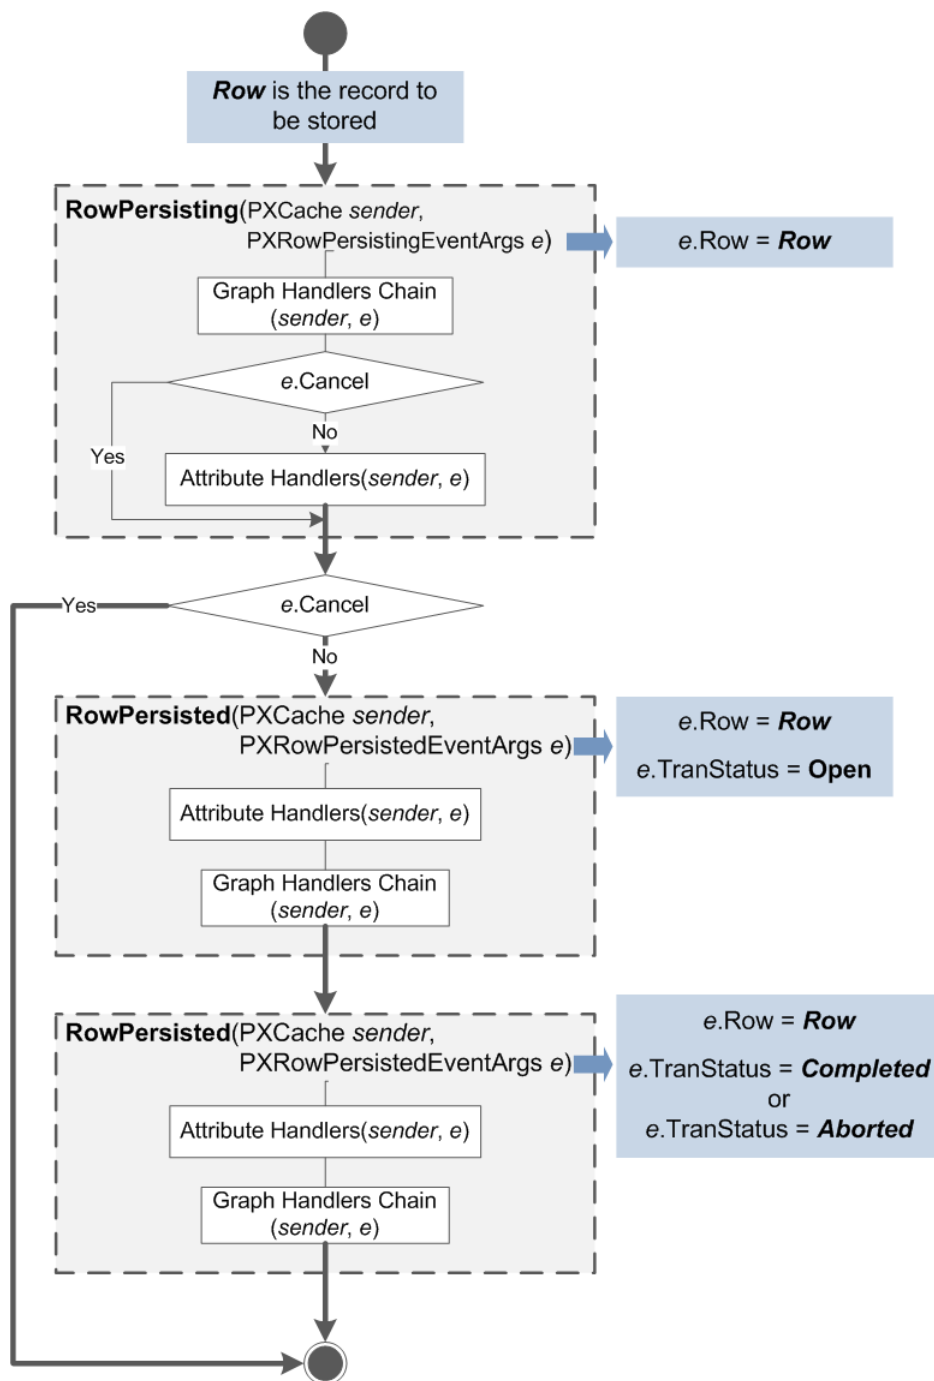 Row is the record to
be stored
RowPersisting(PXCache sender,
PXRowPersistingEventArgs e)
e.Row = Row
Graph Handlers Chain
(sender, e)
e.Cancel
No
Yes
Attribute Handlers(sender, e)
e.Cancel
Yes
No
RowPersisted(PXCache sender,
PXRowPersistedEventArgs e)
e.Row = Row
e.TranStatus = Open
Attribute Handlers(sender, e)
Graph Handlers Chain
(sender, e)
RowPersisted(PXCache sender,
PXRowPersistedEventArgs e)
e.Row = Row
e.TranStatus = Completed
or
e.TranStatus = Aborted
Attribute Handlers(sender, e)
Graph Handlers Chain
(sender, e)